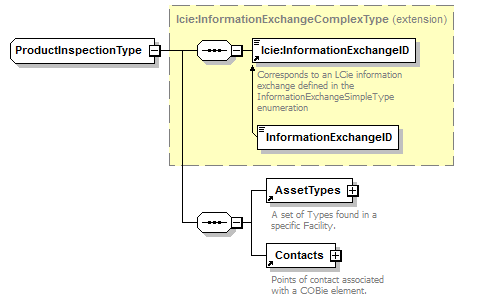 lcie:InformationExchangeComplexType (extension)
ProductInspectionType
lcie:InformationExchangeID
Corresponds to an LCie information
exchange defined in the
InformationExchangeSimpleType
enumeration
InformationExchangeID
AssetTypes
A set of Types found in a
specific Facility.
Contacts
Points of contact associated
with a COBie element.